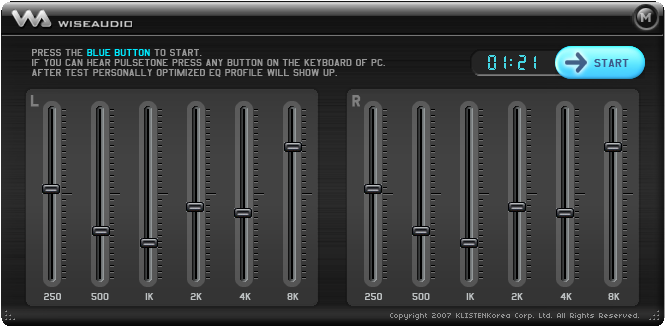 WM WISEAUDIO
M
PRESS THE BLUE BUTTON TO START.
IF YOU CAN HEAR PULSETONE PRESS ANY BUTTON ON THE KEYBOARD OF PC.
AFTER TEST PERSONALLY OPTIMIZED EQ PROFILE WILL SHOW UP.
01:21
START
L
R
250 500 1K 2K 4K 8K
250 500 1K 2K 4K 8K
Copyright 2007 KLISTENKorea Corp. Ltd. All Rights Reserved.